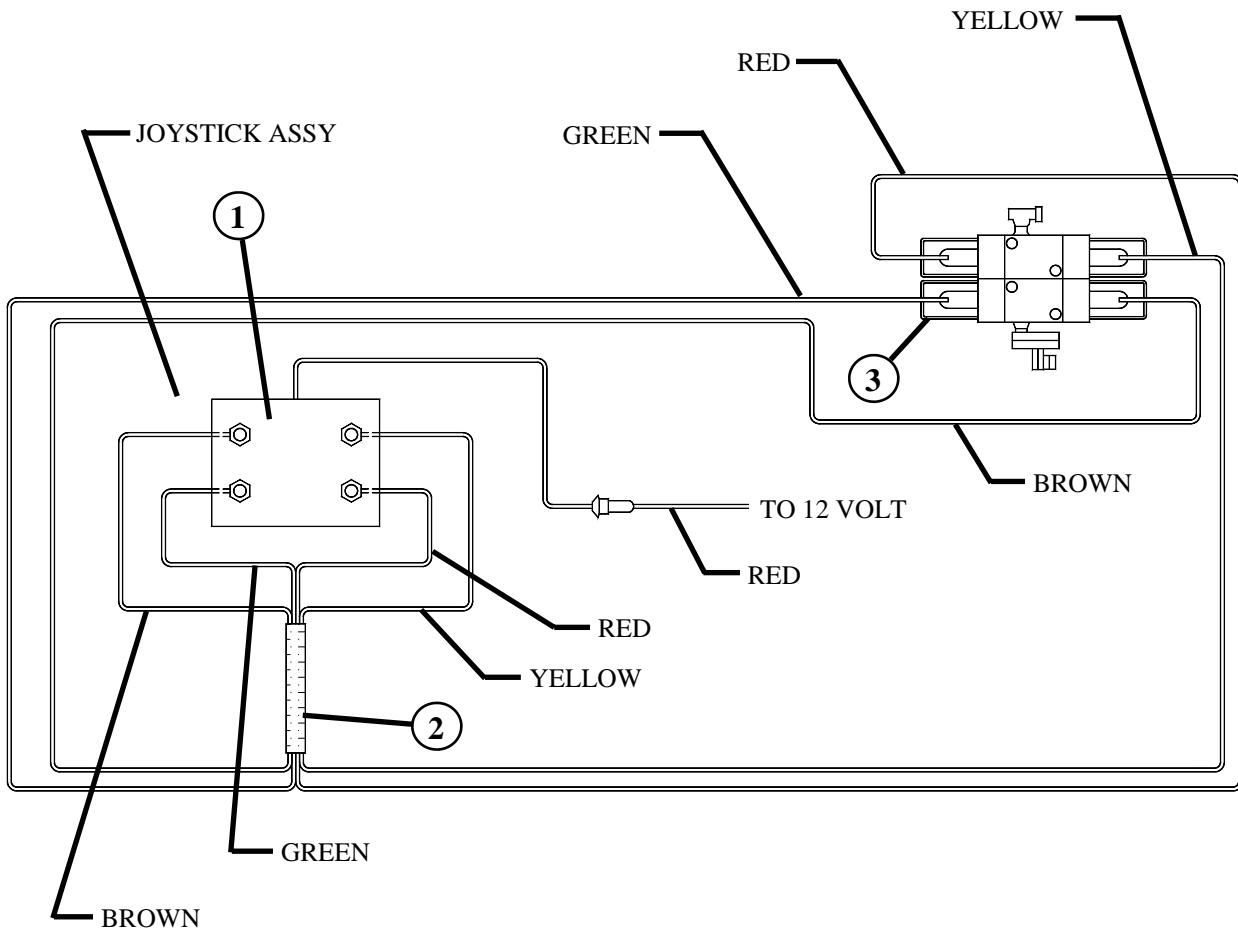 YELLOW
RED
JOYSTICK ASSY
GREEN
1
3
BROWN
TO 12 VOLT
RED
RED
YELLOW
2
GREEN
BROWN